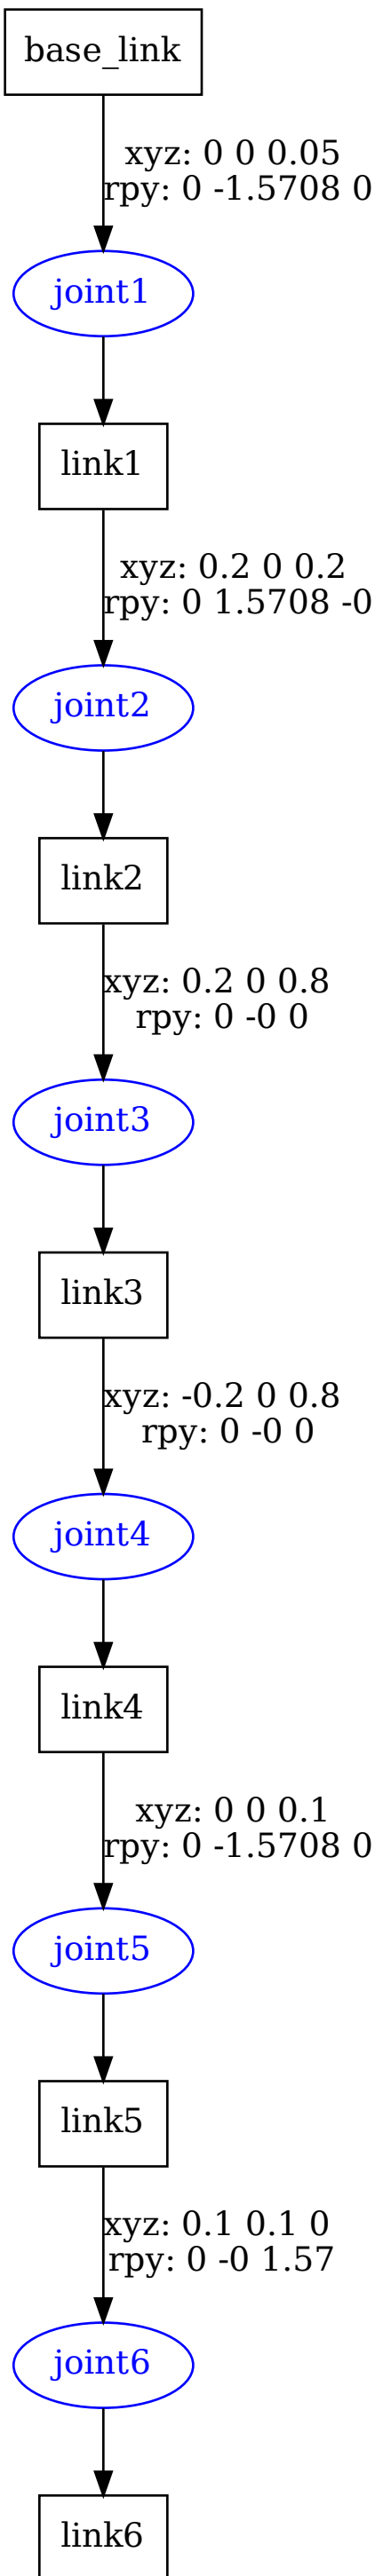 base_link
xyz: 0 0 0.05
rpy: 0 -1.5708 0
joint1
link1
xyz: 0.2 0 0.2
rpy: 0 1.5708 -0
joint2
link2
xyz: 0.2 0 0.8
rpy: 0 -0 0
joint3
link3
xyz: -0.2 0 0.8
rpy: 0 -0 0
joint4
link4
xyz: 0 0 0.1
rpy: 0 -1.5708 0
joint5
link5
xyz: 0.1 0.1 0
rpy: 0 -0 1.57
joint6
link6